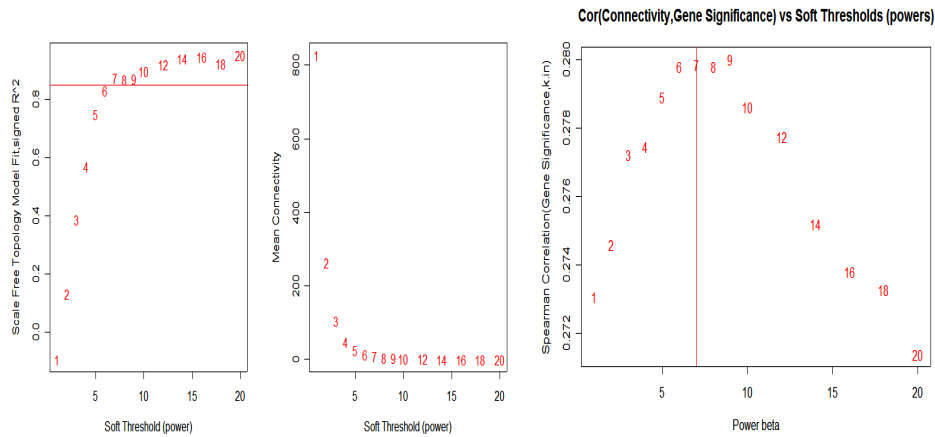 Cor(Connectivity,Gene Significance) vs Soft Thresholds (powers)
Scale Free Topology Model Fit,signed R^2
0.0 0.2 0.4 0.6 0.8
1 2 3 4 5 6 7 8 9 10 12 14 16 18 20
5 10 15 20
Soft Threshold (power)
Mean Connectivity
0 200 400 600 800
1 2 3 4 5 6 7 8 9 10 12 14 16 18 20
5 10 15 20
Soft Threshold (power)
Spearman Correlation(Gene Significance,k.in)
0.272 0.274 0.276 0.278 0.280
1 2 3 4 5 6 7 8 9 10 12 14 16 18 20
5 10 15 20
Power beta